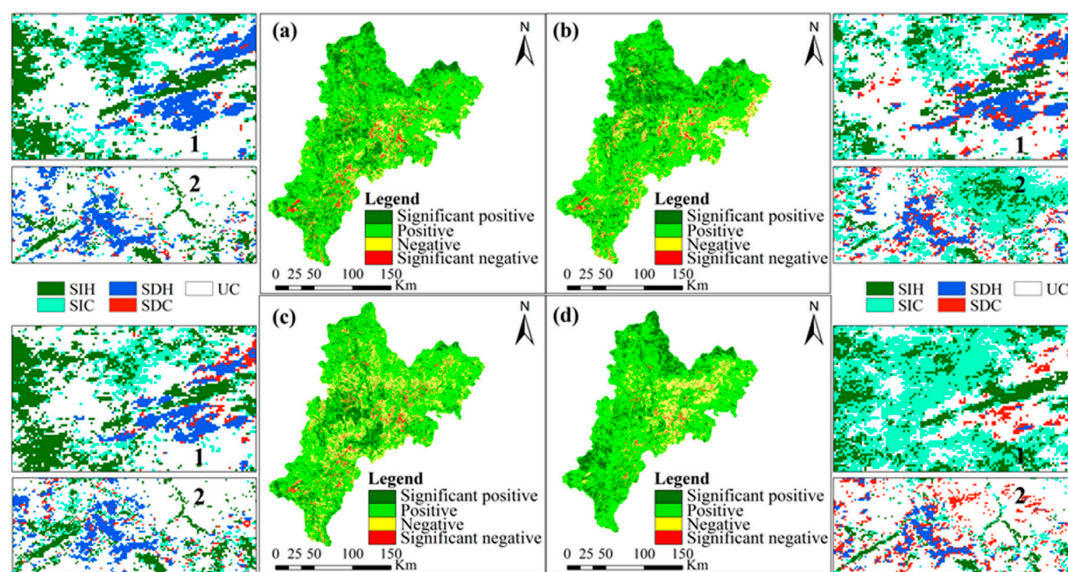 (a)
N
Legend
Significant positive
Positive
Negative
Significant negative
0 25 50 100 150
Km
(b)
N
Legend
Significant positive
Positive
Negative
Significant negative
0 25 50 100 150
Km
1
2
1
2
SIH SDH UC
SIC SDC
SIH SDH UC
SIC SDC
(c)
N
Legend
Significant positive
Positive
Negative
Significant negative
0 25 50 100 150
Km
(d)
N
Legend
Significant positive
Positive
Negative
Significant negative
0 25 50 100 150
Km
1
2
1
2